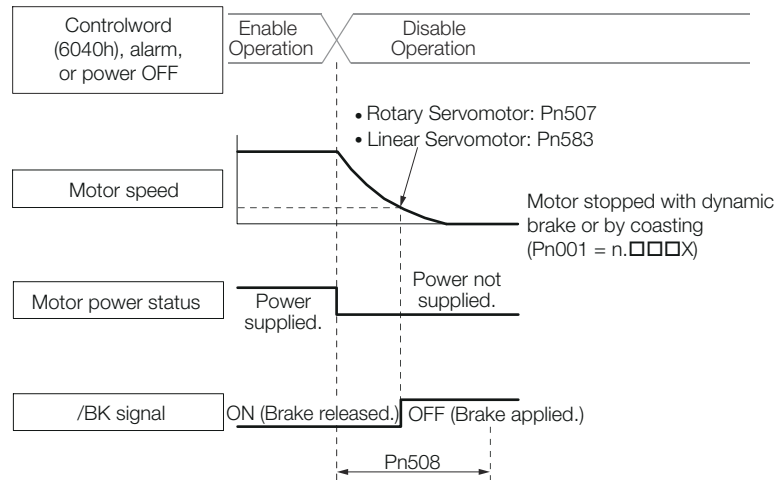 Controlword
(6040h), alarm,
or power OFF
Enable
Operation
Disable
Operation
• Rotary Servomotor: Pn507
• Linear Servomotor: Pn583
Motor speed
Motor stopped with dynamic
brake or by coasting
(Pn001 = n.□□□X)
Motor power status
Power
supplied.
Power not
supplied.
/BK signal
ON (Brake released.)
OFF (Brake applied.)
Pn508